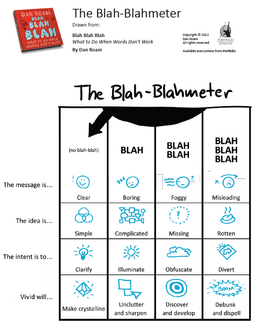 DAN ROAM
BLAH
BLAH
BLAH
WHAT TO DO WHEN
WORDS DON'T WORK
The Blah-Blahmeter
Drawn from:
Blah Blah Blah
What to Do When Words Don't Work
By Dan Roam
Copyright © 2012
Dan Roam
All rights reserved
Available everywhere from Portfolio
The Blah-Blahmeter
(no blah-blah)
BLAH
BLAH
BLAH
BLAH
BLAH
BLAH
The message is...
Clear
Boring
Foggy
Misleading
The idea is...
Simple
Complicated
Missing
Rotten
The intent is to...
Clarify
Illuminate
Obfuscate
Divert
Vivid will...
Make crystalline
Unclutter
and sharpen
Discover
and develop
Debunk
and dispell